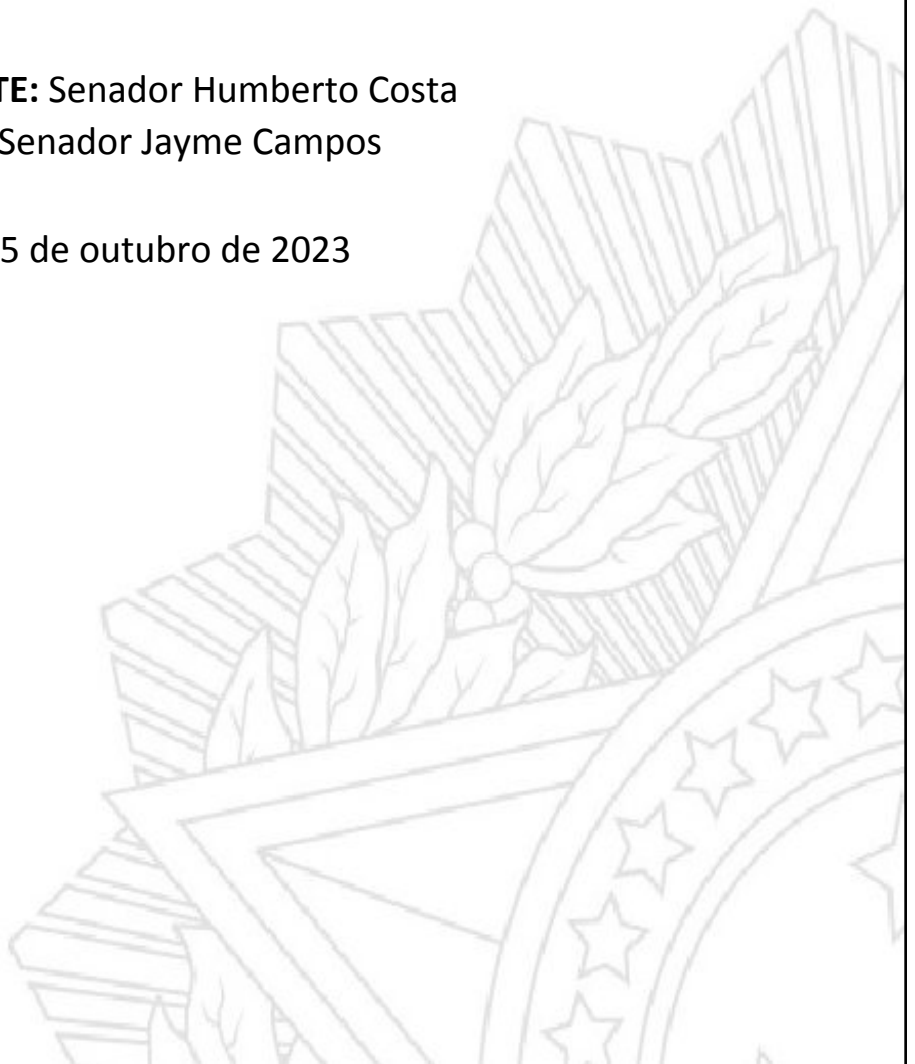 TE: Senador Humberto Costa
Senador Jayme Campos
5 de outubro de 2023